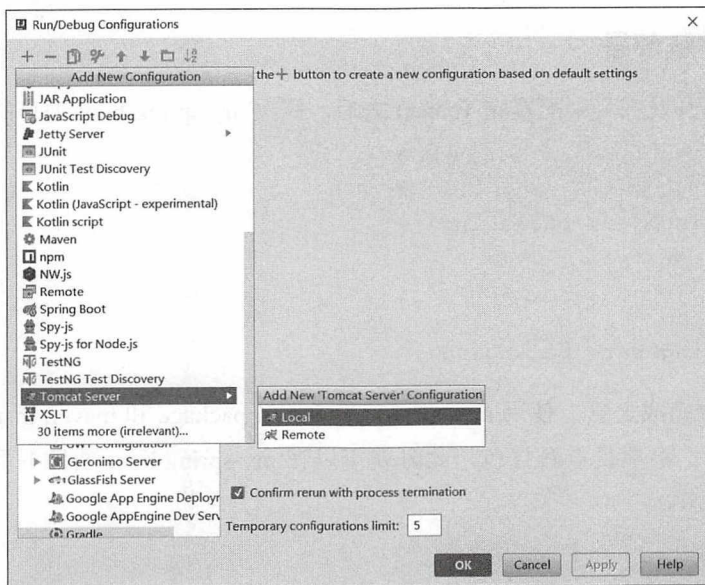 Run/Debug Configurations
Add New Configuration
the + button to create a new configuration based on default settings
JAR Application
JavaScript Debug
Jetty Server
JUnit
JUnit Test Discovery
Kotlin
Kotlin (JavaScript - experimental)
Kotlin script
Maven
npm
NW.js
Remote
Spring Boot
Spy-js
Spy-js for Node.js
TestNG
TestNG Test Discovery
Tomcat Server
XSLT
30 items more (irrelevant)...
Add New 'Tomcat Server' Configuration
Local
Remote
Geronimo Server
GlassFish Server
Google App Engine Deployr
Google AppEngine Dev Serv
Gradle
Confirm rerun with process termination
Temporary configurations limit: 5
OK
Cancel
Apply
Help